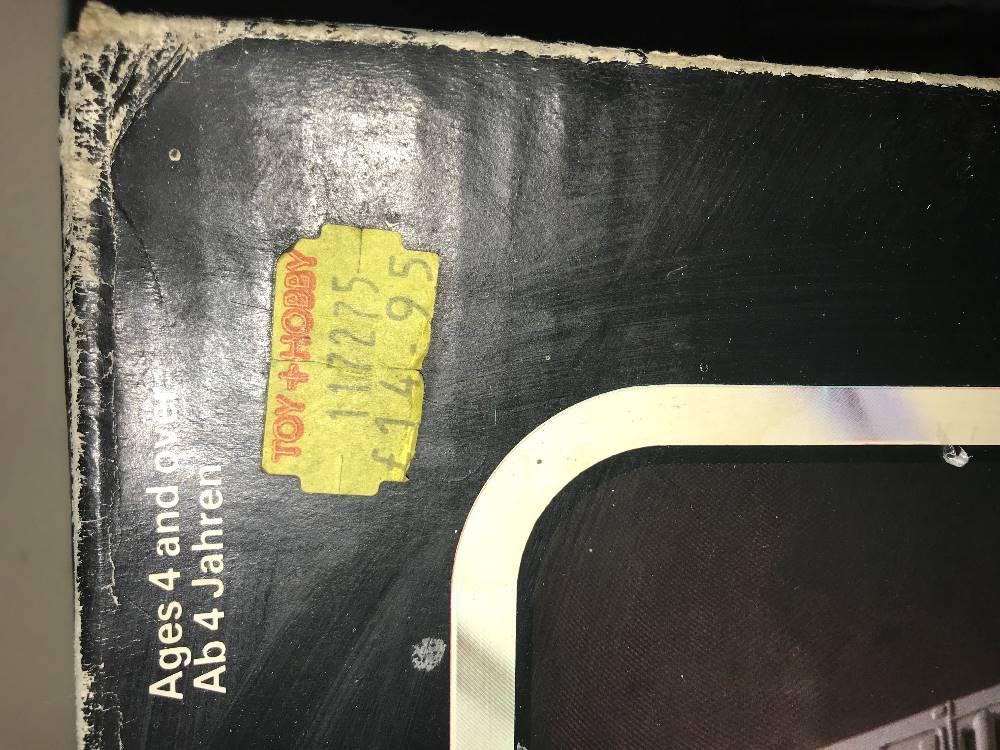 TOY + HOBBY
117275
£14.95
Ages 4 and over
Ab 4 Jahren